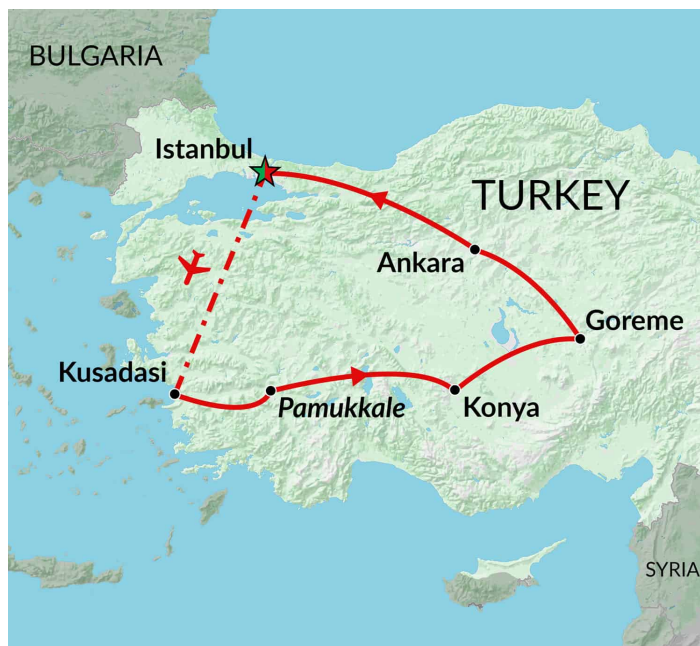 BULGARIA
Istanbul
TURKEY
Ankara
Goreme
Kusadasi
Pamukkale
Konya
SYRIA